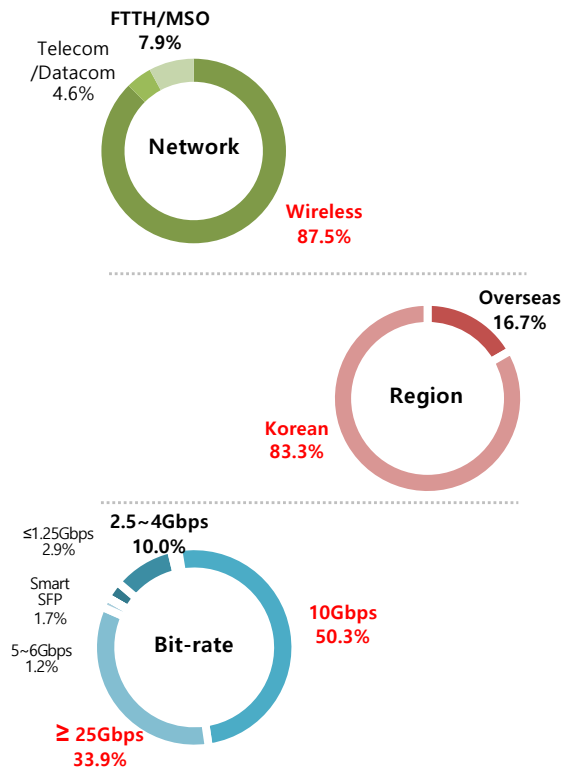 FTTH/MSO
7.9%
Telecom
/Datacom
4.6%
Network
Wireless
87.5%
Overseas
16.7%
Region
Korean
83.3%
2.5~4Gbps
10.0%
≤1.25Gbps
2.9%
Smart
SFP
1.7%
5~6Gbps
1.2%
Bit-rate
10Gbps
50.3%
≥ 25Gbps
33.9%